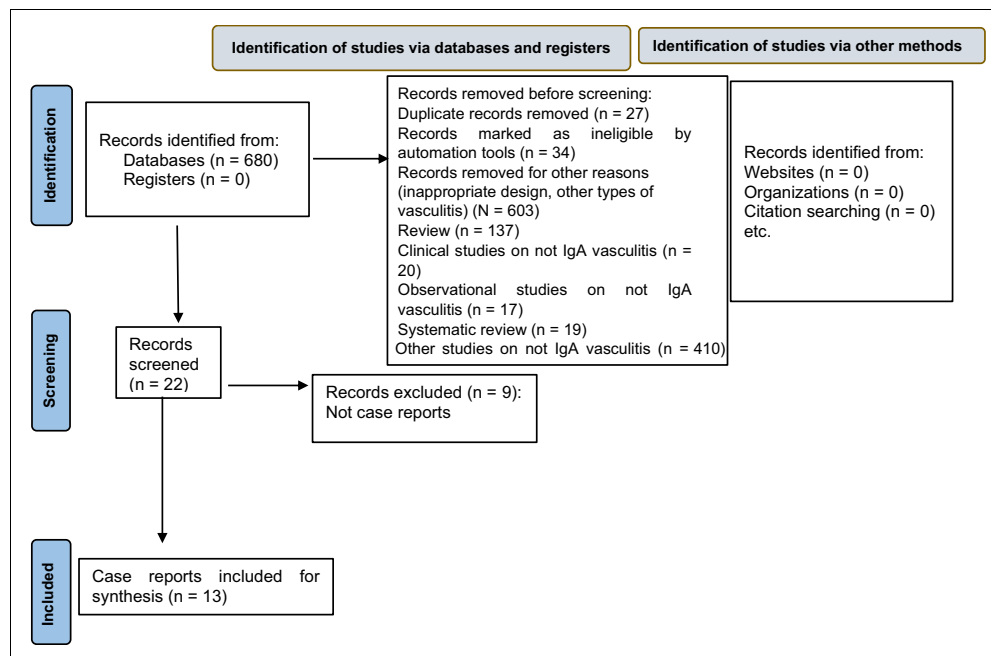 Identification of studies via databases and registers
Identification of studies via other methods
Identification
Records identified from:
Databases (n = 680)
Registers (n = 0)
Records removed before screening:
Duplicate records removed (n = 27)
Records marked as ineligible by
automation tools (n = 34)
Records removed for other reasons
(inappropriate design, other types of
vasculitis) (N = 603)
Review (n = 137)
Clinical studies on not IgA vasculitis (n =
20)
Observational studies on not IgA
vasculitis (n = 17)
Systematic review (n = 19)
Other studies on not IgA vasculitis (n = 410)
Records identified from:
Websites (n = 0)
Organizations (n = 0)
Citation searching (n = 0)
etc.
Screening
Records
screened
(n = 22)
Records excluded (n = 9):
Not case reports
Included
Case reports included for
synthesis (n = 13)